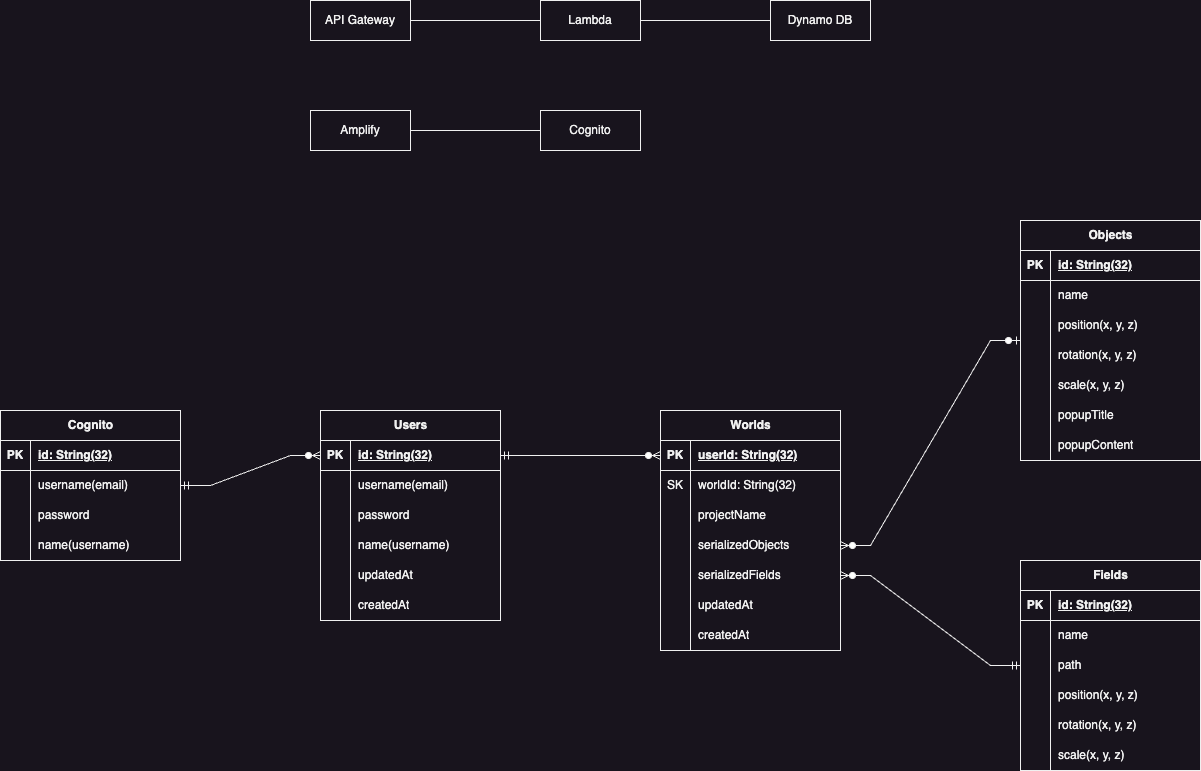 API Gateway
Lambda
Dynamo DB
Amplify
Cognito
Objects
PK id: String(32)
name
position(x, y, z)
rotation(x, y, z)
scale(x, y, z)
popupTitle
popupContent
Cognito
PK id: String(32)
username(email)
password
name(username)
Users
PK id: String(32)
username(email)
password
name(username)
updatedAt
createdAt
Worlds
PK userId: String(32)
SK worldId: String(32)
projectName
serializedObjects
serializedFields
updatedAt
createdAt
Fields
PK id: String(32)
name
path
position(x, y, z)
rotation(x, y, z)
scale(x, y, z)